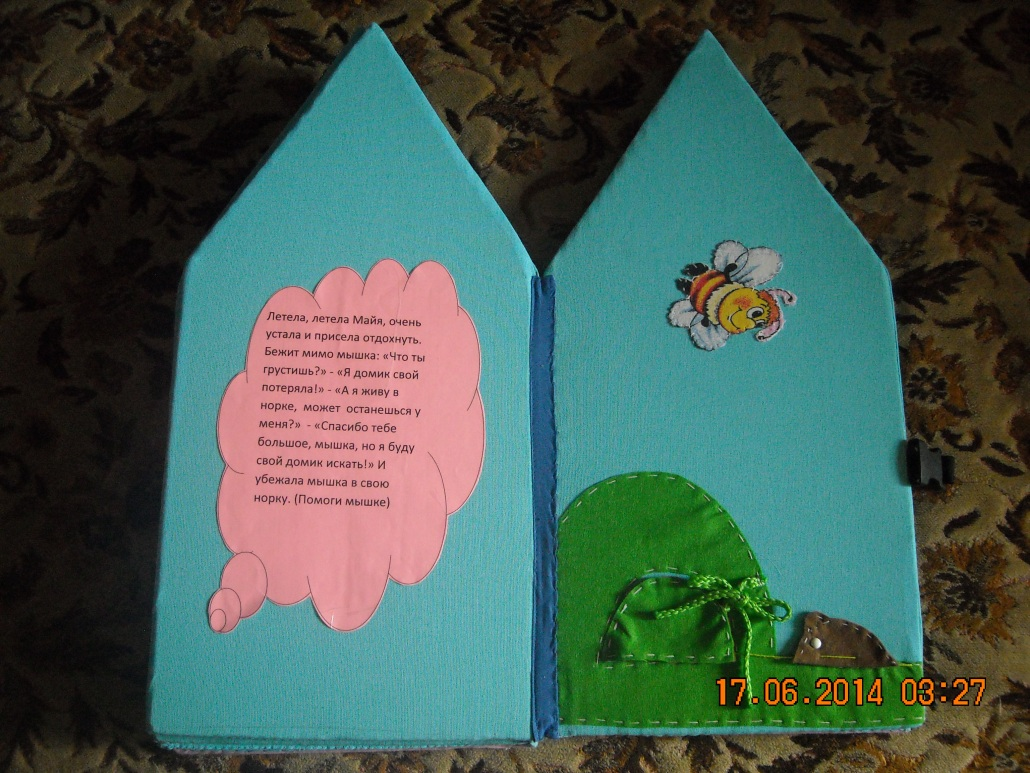 Летела, летела Майя, очень
устала и присела отдохнуть.
Бежит мимо мышка: «Что ты
грустишь?» - «Я домик свой
потеряла!» - «А я живу в
норке, может останешься у
меня?» - «Спасибо тебе
большое, мышка, но я буду
свой домик искать!» И
убежала мышка в свою
норку. (Помоги мышке)
17.06.2014 03:27